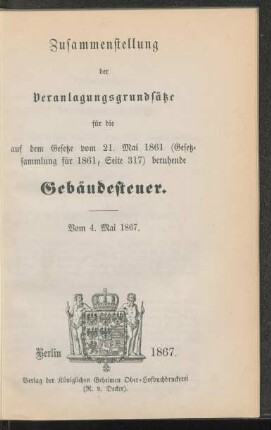 Zusammenstellung
der
Veranlagungsgrundsätze
für die
auf dem Gesetze vom 21. Mai 1861 (Gesetz-
sammlung für 1861, Seite 317) beruhende
Gebäudesteuer.
Vom 4. Mai 1867.
Berlin 1867.
Verlag der Königlichen Geheimen Ober-Hofbuchdruckerei
(R. v. Decker).